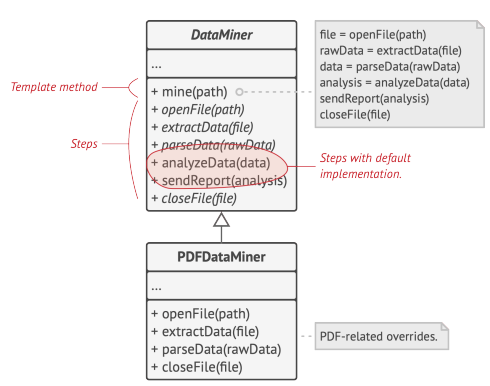 DataMiner
...
Template method
+ mine(path)
Steps
+ openFile(path)
+ extractData(file)
+ parseData(rawData)
+ analyzeData(data)
+ sendReport(analysis)
+ closeFile(file)
file = openFile(path)
rawData = extractData(file)
data = parseData(rawData)
analysis = analyzeData(data)
sendReport(analysis)
closeFile(file)
Steps with default
implementation.
PDFDataMiner
...
+ openFile(path)
+ extractData(file)
+ parseData(rawData)
+ closeFile(file)
PDF-related overrides.